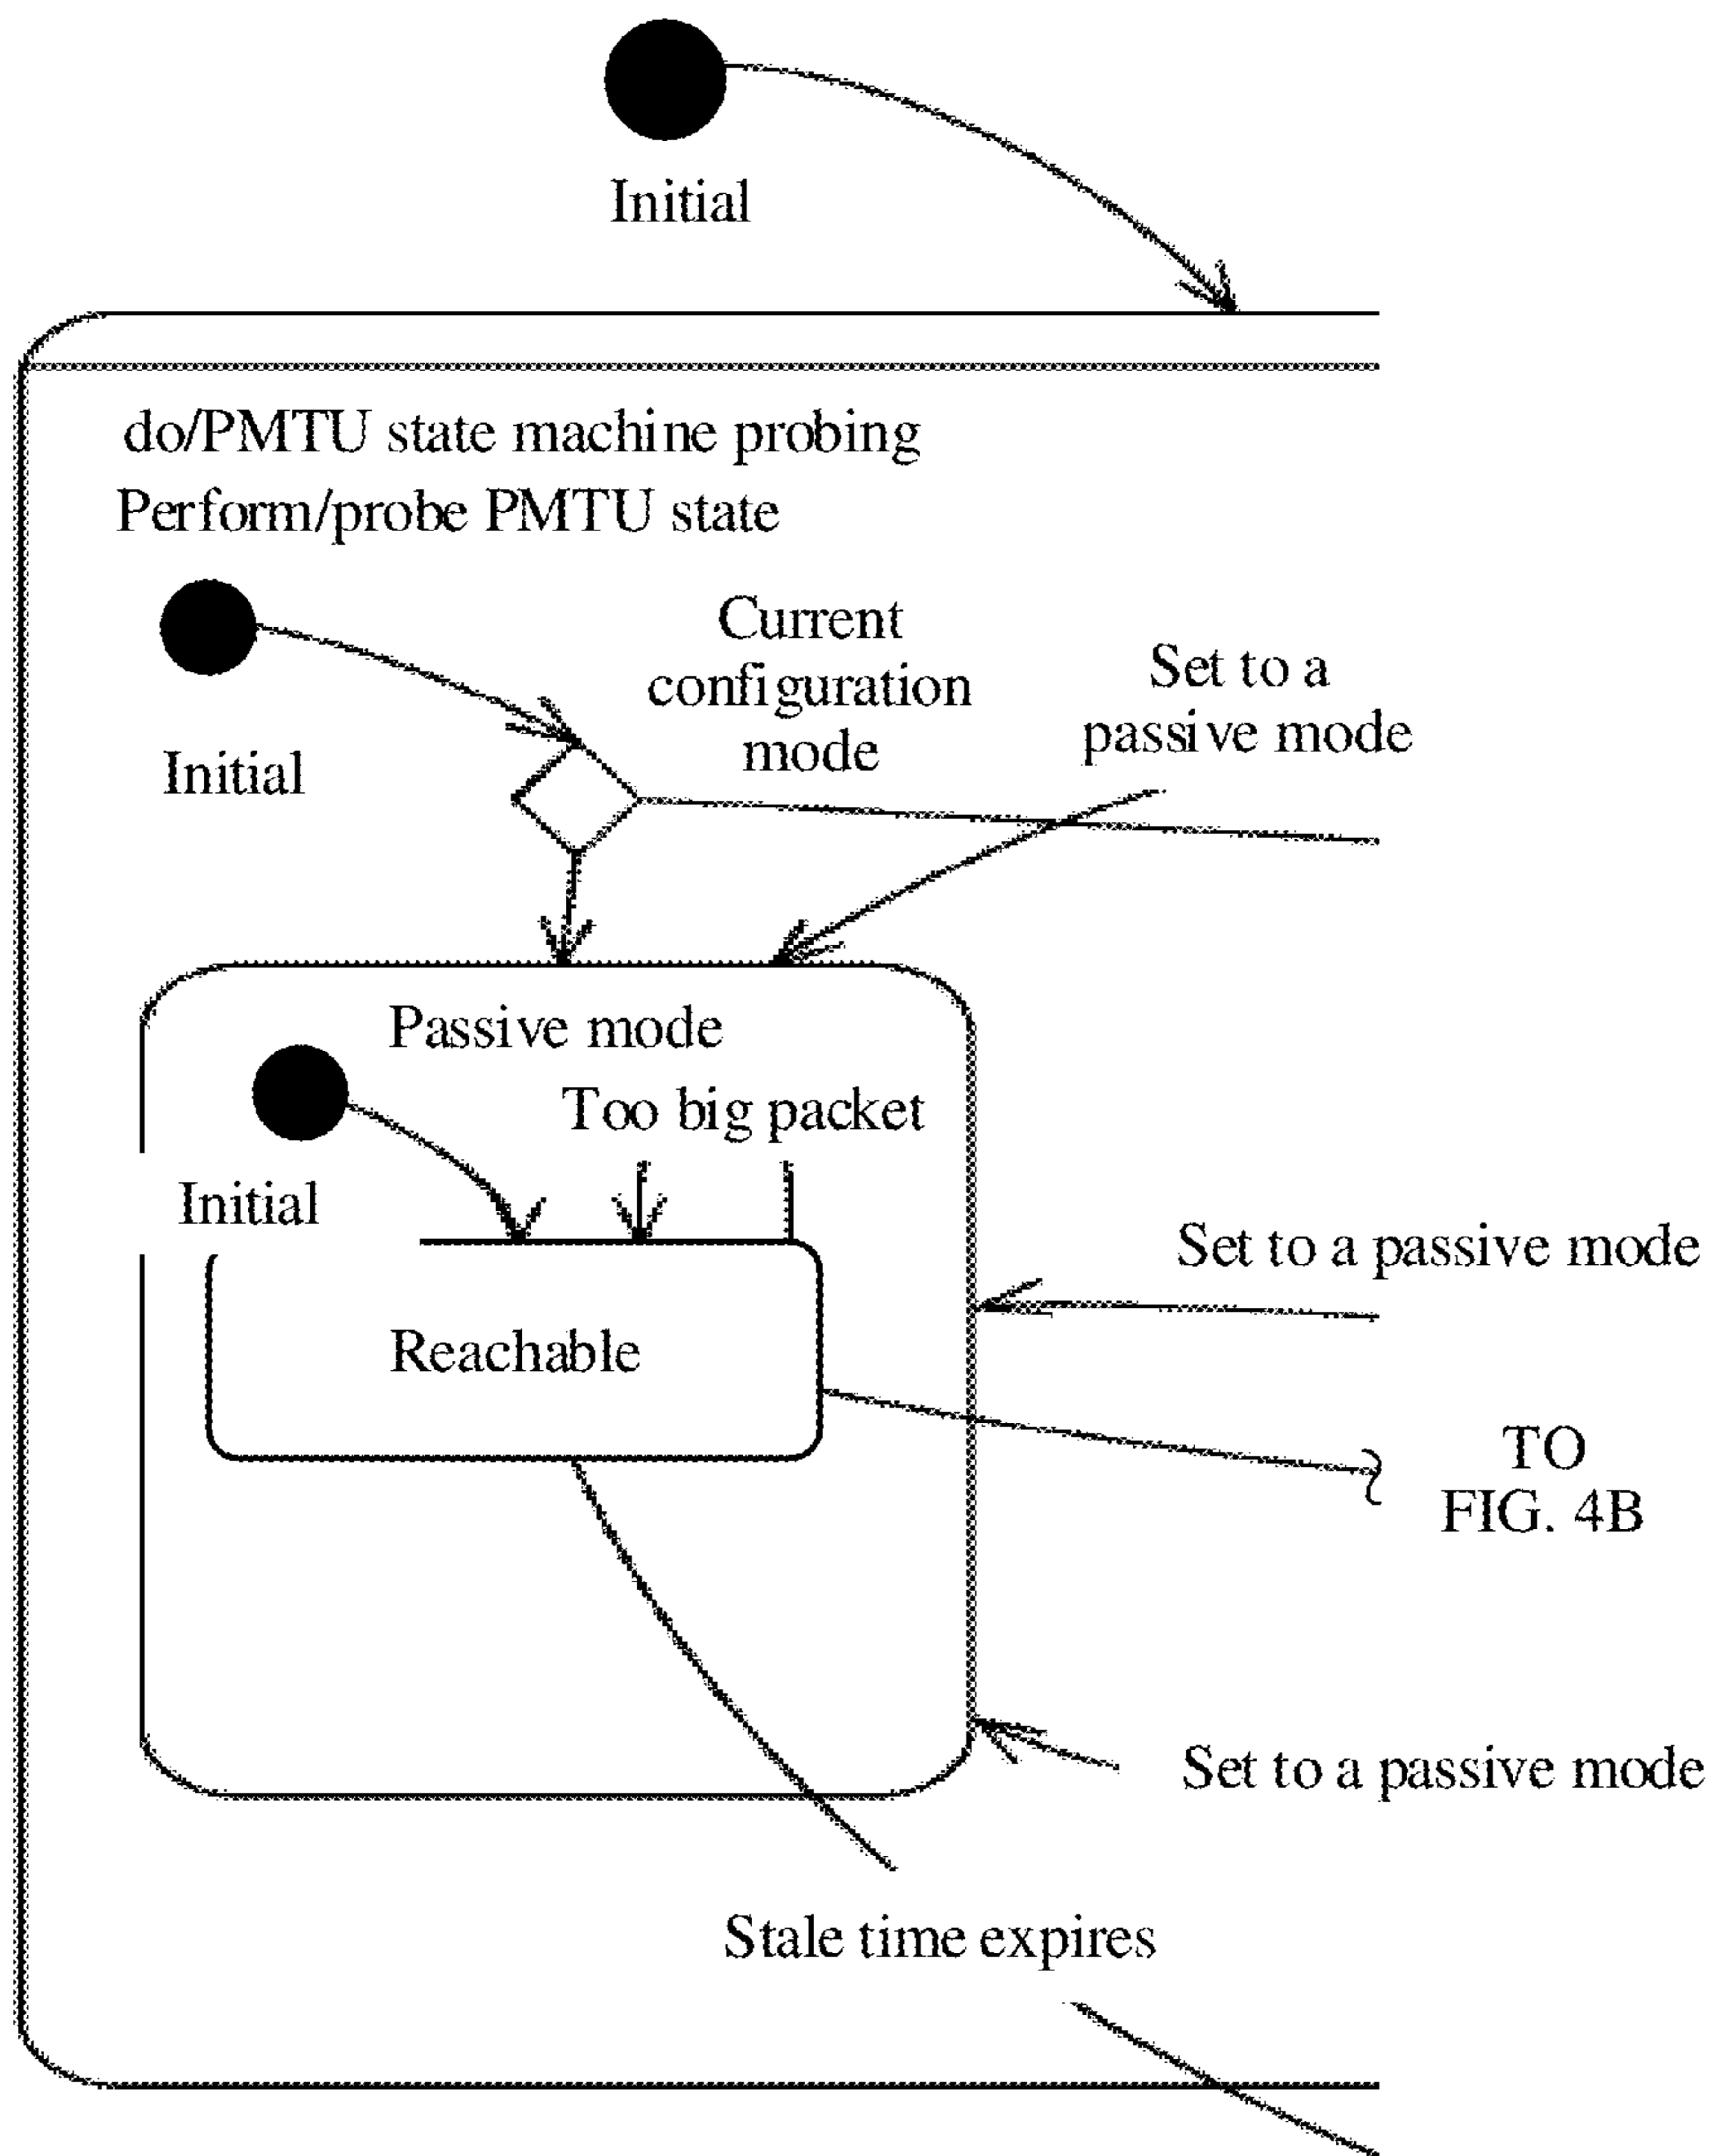 Initial
do/PMTU state machine probing
Perform/probe PMTU state
Current
configuration
mode
Set to a
passive mode
Initial
Passive mode
Too big packet
Initial
Set to a passive mode
Reachable
TO
FIG. 4B
Set to a passive mode
Stale time expires